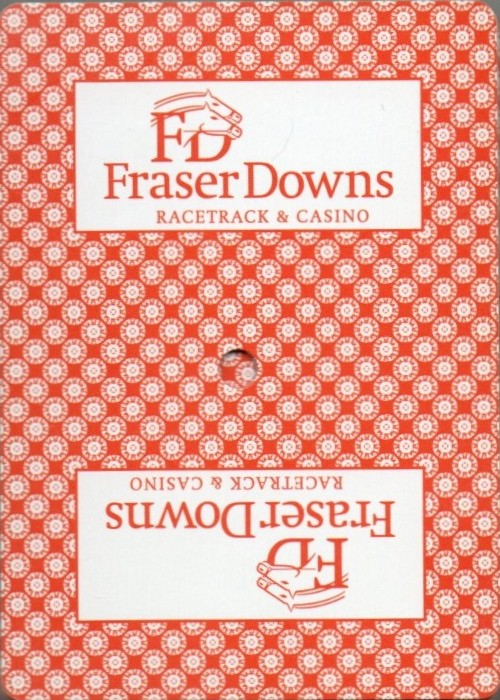 FD
Fraser Downs
RACETRACK & CASINO
RACETRACK & CASINO
Fraser Downs
FD